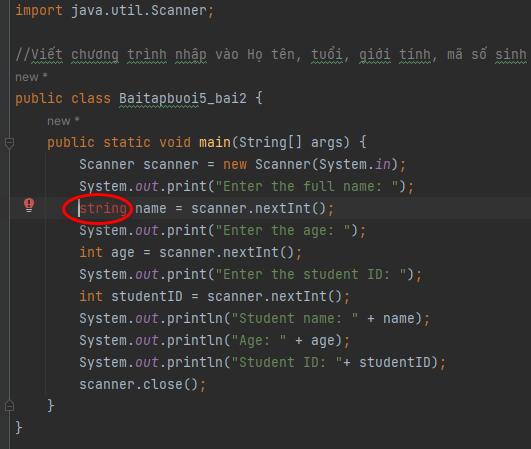 import java.util.Scanner;
//Viết chương trình nhập vào Họ tên, tuổi, giới tính, mã số sinh
new *
public class Baitapbuoi5_bai2 {
new *
public static void main(String[] args) {
Scanner scanner = new Scanner(System.in);
System.out.print("Enter the full name: ");
string name = scanner.nextInt();
System.out.print("Enter the age: ");
int age = scanner.nextInt();
System.out.print("Enter the student ID: ");
int studentID = scanner.nextInt();
System.out.println("Student name: " + name);
System.out.println("Age: " + age);
System.out.println("Student ID: "+ studentID);
scanner.close();
}
}